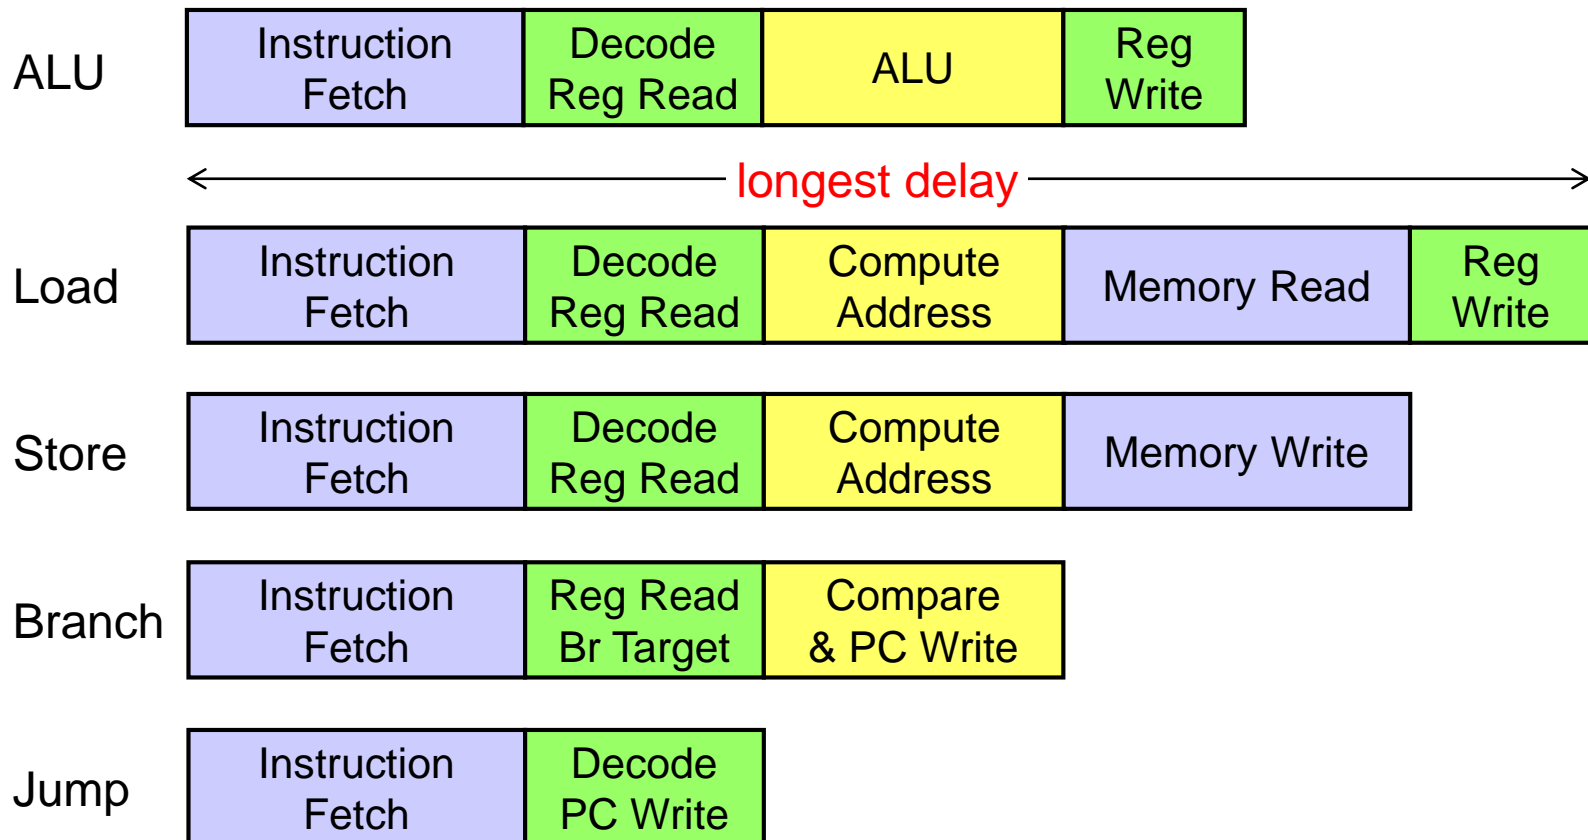 ALU
Instruction
Fetch
Decode
Reg Read
ALU
Reg
Write
longest delay
Load
Instruction
Fetch
Decode
Reg Read
Compute
Address
Memory Read
Reg
Write
Store
Instruction
Fetch
Decode
Reg Read
Compute
Address
Memory Write
Branch
Instruction
Fetch
Reg Read
Br Target
Compare
& PC Write
Jump
Instruction
Fetch
Decode
PC Write